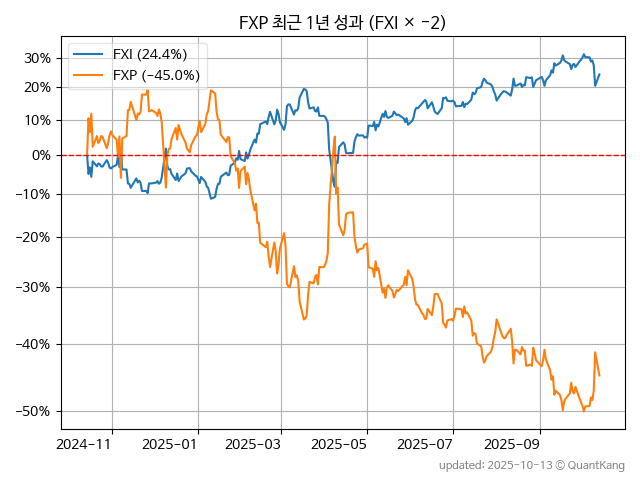 FXP 최근 1년 성과 (FXI × −2)
FXI (24.4%)
FXP (−45.0%)
30%
20%
10%
0%
−10%
−20%
−30%
−40%
−50%
2024-11 2025-01 2025-03 2025-05 2025-07 2025-09
updated: 2025-10-13 © QuantKang